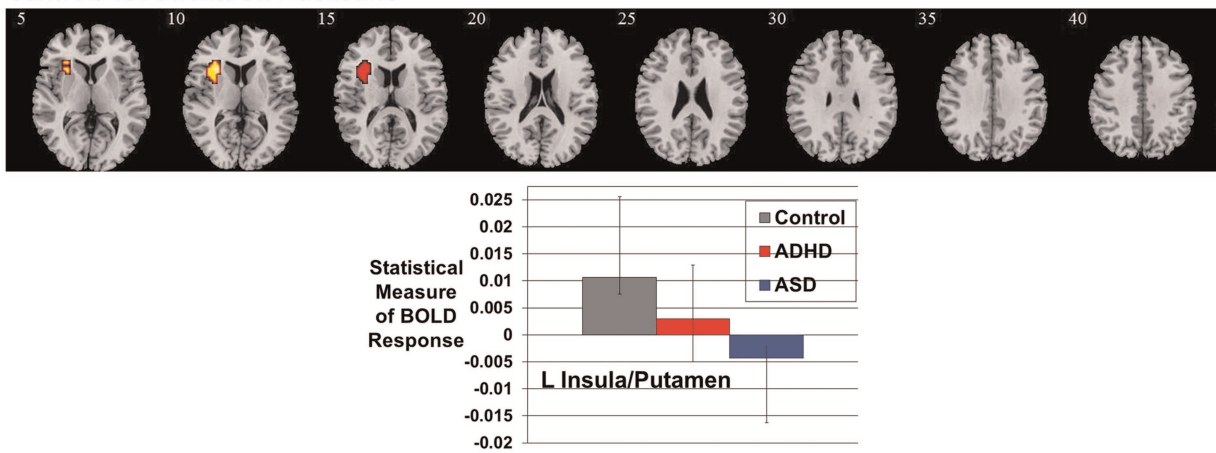 5 10 15 20 25 30 35 40
0.025
0.02
0.015
0.01
0.005
0
-0.005
-0.01
-0.015
-0.02
Statistical
Measure
of BOLD
Response
Control
ADHD
ASD
L Insula/Putamen